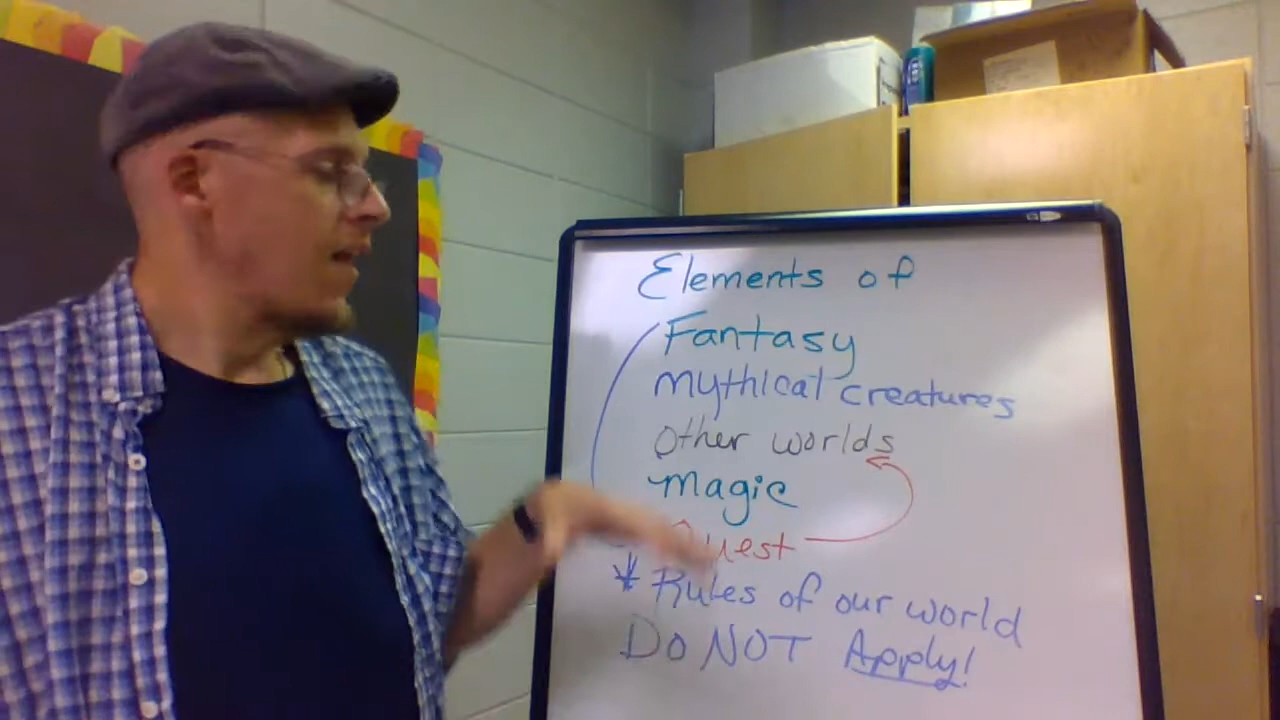 Elements of
Fantasy
mythical creatures
Other worlds
magic
Quest
* Rules of our world
Do NOT Apply!